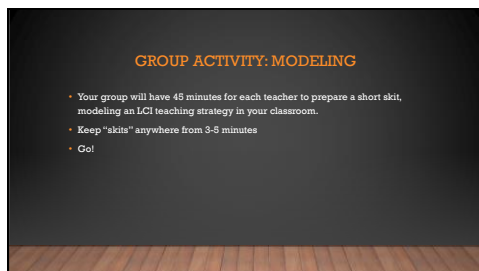 GROUP ACTIVITY: MODELING
• Your group will have 45 minutes for each teacher to prepare a short skit,
modeling an LCI teaching strategy in your classroom.
• Keep “skits” anywhere from 3-5 minutes
• Go!